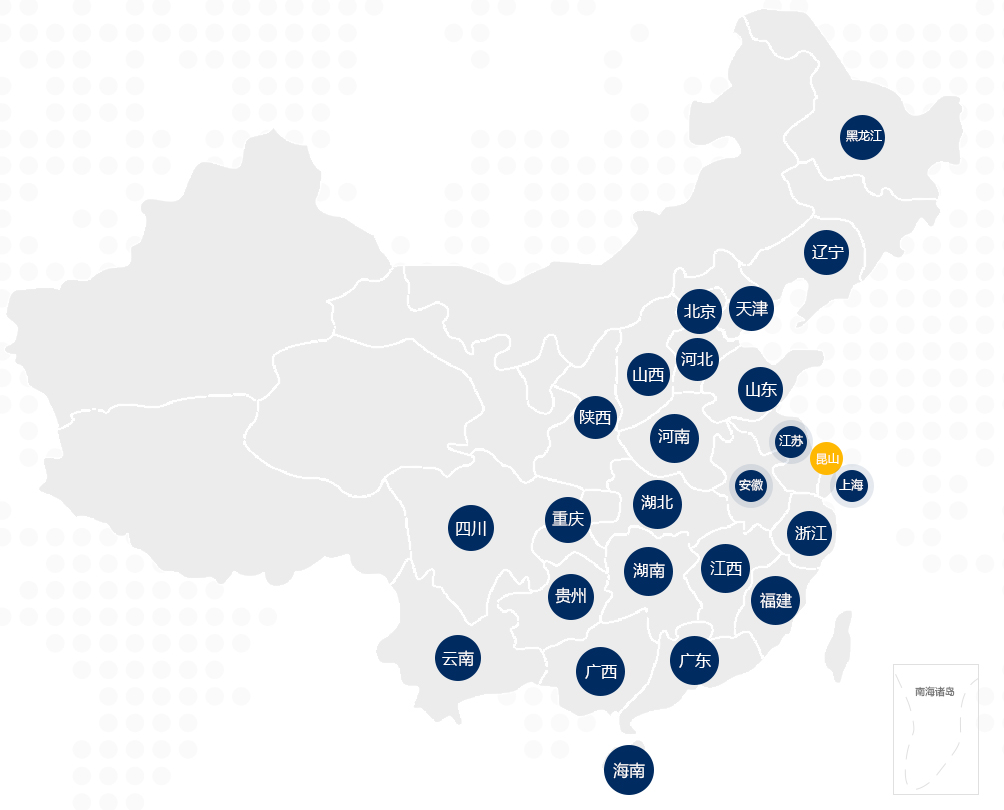 黑龙江
辽宁
北京
天津
河北
山西
山东
陕西
河南
江苏
昆山
安徽
上海
湖北
重庆
四川
浙江
湖南
江西
贵州
福建
云南
广西
广东
南海诸岛
海南